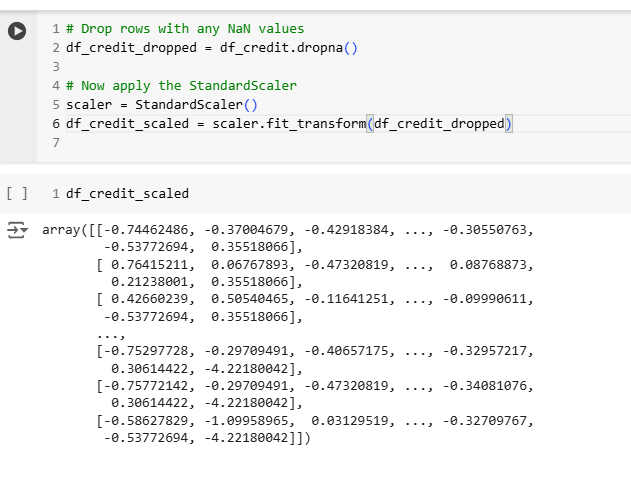 1 # Drop rows with any NaN values
2 df_credit_dropped = df_credit.dropna()
3
4 # Now apply the StandardScaler
5 scaler = StandardScaler()
6 df_credit_scaled = scaler.fit_transform(df_credit_dropped)
7
[ ] 1 df_credit_scaled
array([[-0.74462486, -0.37004679, -0.42918384, ..., -0.30550763,
-0.53772694, 0.35518066],
[ 0.76415211, 0.06767893, -0.47320819, ..., 0.08768873,
0.21238001, 0.35518066],
[ 0.42660239, 0.50540465, -0.11641251, ..., -0.09990611,
-0.53772694, 0.35518066],
...,
[-0.75297728, -0.29709491, -0.40657175, ..., -0.32957217,
0.30614422, -4.22180042],
[-0.75772142, -0.29709491, -0.47320819, ..., -0.34081076,
0.30614422, -4.22180042],
[-0.58627829, -1.09958965, 0.03129519, ..., -0.32709767,
-0.53772694, -4.22180042]])